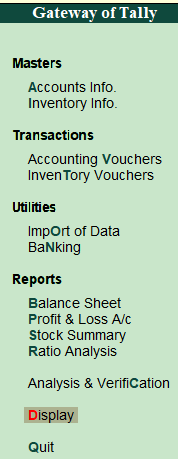 Gateway of Tally
Masters
Accounts Info.
Inventory Info.
Transactions
Accounting Vouchers
InvenTory Vouchers
Utilities
ImpOrt of Data
BaNking
Reports
Balance Sheet
Profit & Loss A/c
Stock Summary
Ratio Analysis
Analysis & VerifiCation
Display
Quit